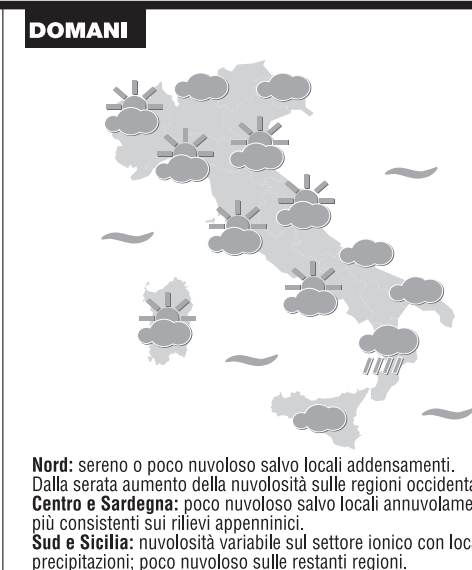 DOMANI
Nord: sereno o poco nuvoloso salvo locali addensamenti.
Dalla serata aumento della nuvolosità sulle regioni
Centro e Sardegna: poco nuvoloso salvo locali
più consistenti sui rilievi appenninici.
Sud e Sicilia: nuvolosità variabile sul settore ionico con
precipitazioni; poco nuvoloso sulle restanti regioni.